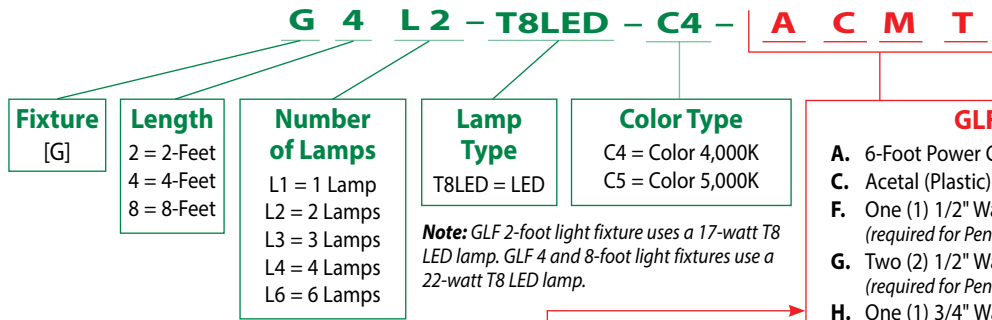 G 4 L 2 – T8LED – C4 – A C M T
Fixture
[G]
Length
2 = 2-Feet
4 = 4-Feet
8 = 8-Feet
Number
of Lamps
L1 = 1 Lamp
L2 = 2 Lamps
L3 = 3 Lamps
L4 = 4 Lamps
L6 = 6 Lamps
Lamp
Type
T8LED = LED
Color Type
C4 = Color 4,000K
C5 = Color 5,000K
Note: GLF 2-foot light fixture uses a 17-watt T8
LED lamp. GLF 4 and 8-foot light fixtures use a
22-watt T8 LED lamp.
GLF
A. 6-Foot Power
C. Acetal (Plastic)
F. One (1) 1/2"
(required for
G. Two (2) 1/2"
(required for
H. One (1) 3/4"